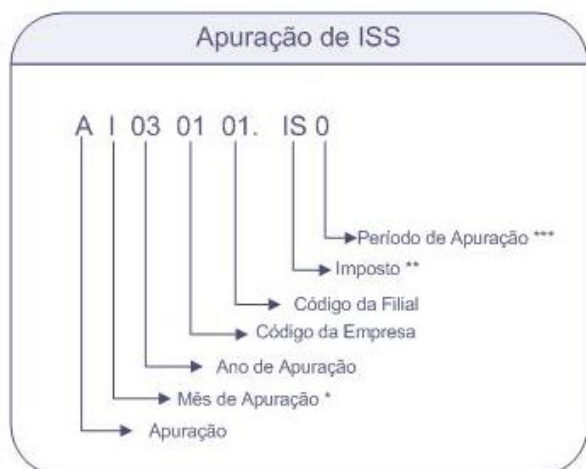 Apuração de ISS
A I 03 01 01. IS 0
Período de Apuração ***
Imposto **
Código da Filial
Código da Empresa
Ano de Apuração
Mês de Apuração *
Apuração